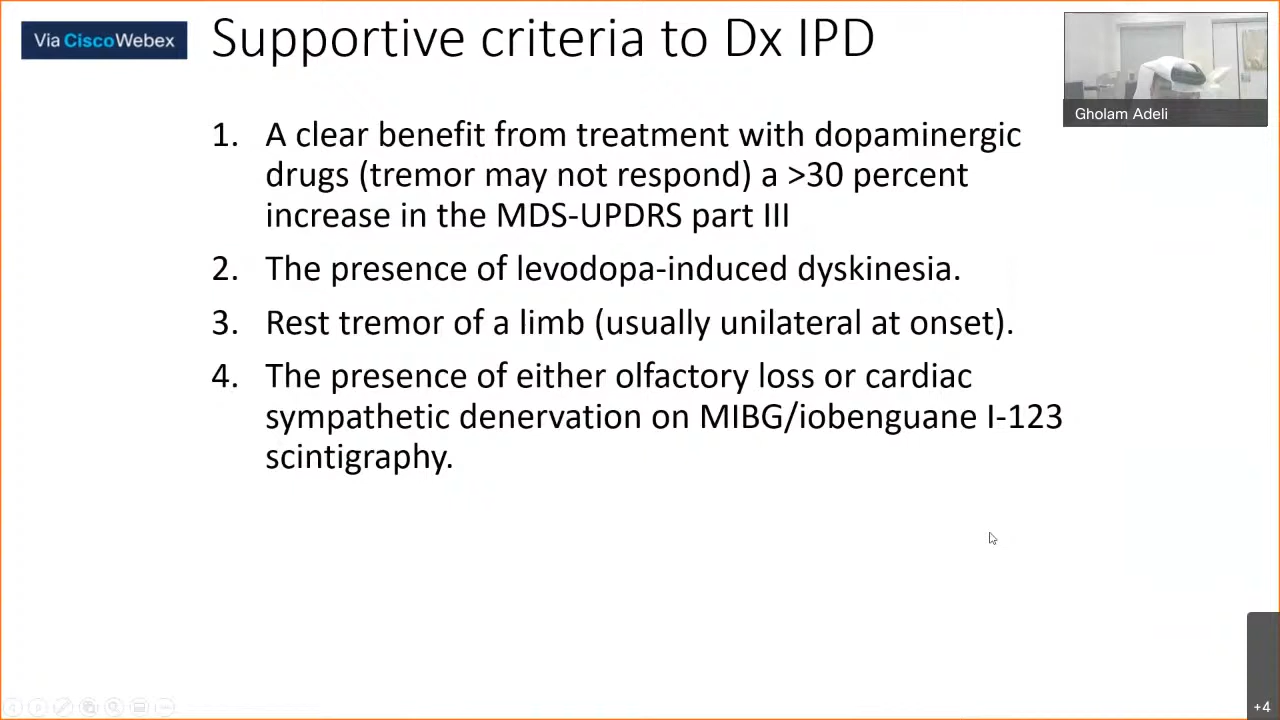 Via Cisco Webex
Supportive criteria to Dx IPD
Gholam Adeli
1. A clear benefit from treatment with dopaminergic
drugs (tremor may not respond) a >30 percent
increase in the MDS-UPDRS part III
2. The presence of levodopa-induced dyskinesia.
3. Rest tremor of a limb (usually unilateral at onset).
4. The presence of either olfactory loss or cardiac
sympathetic denervation on MIBG/iobenguane I-123
scintigraphy.
+4